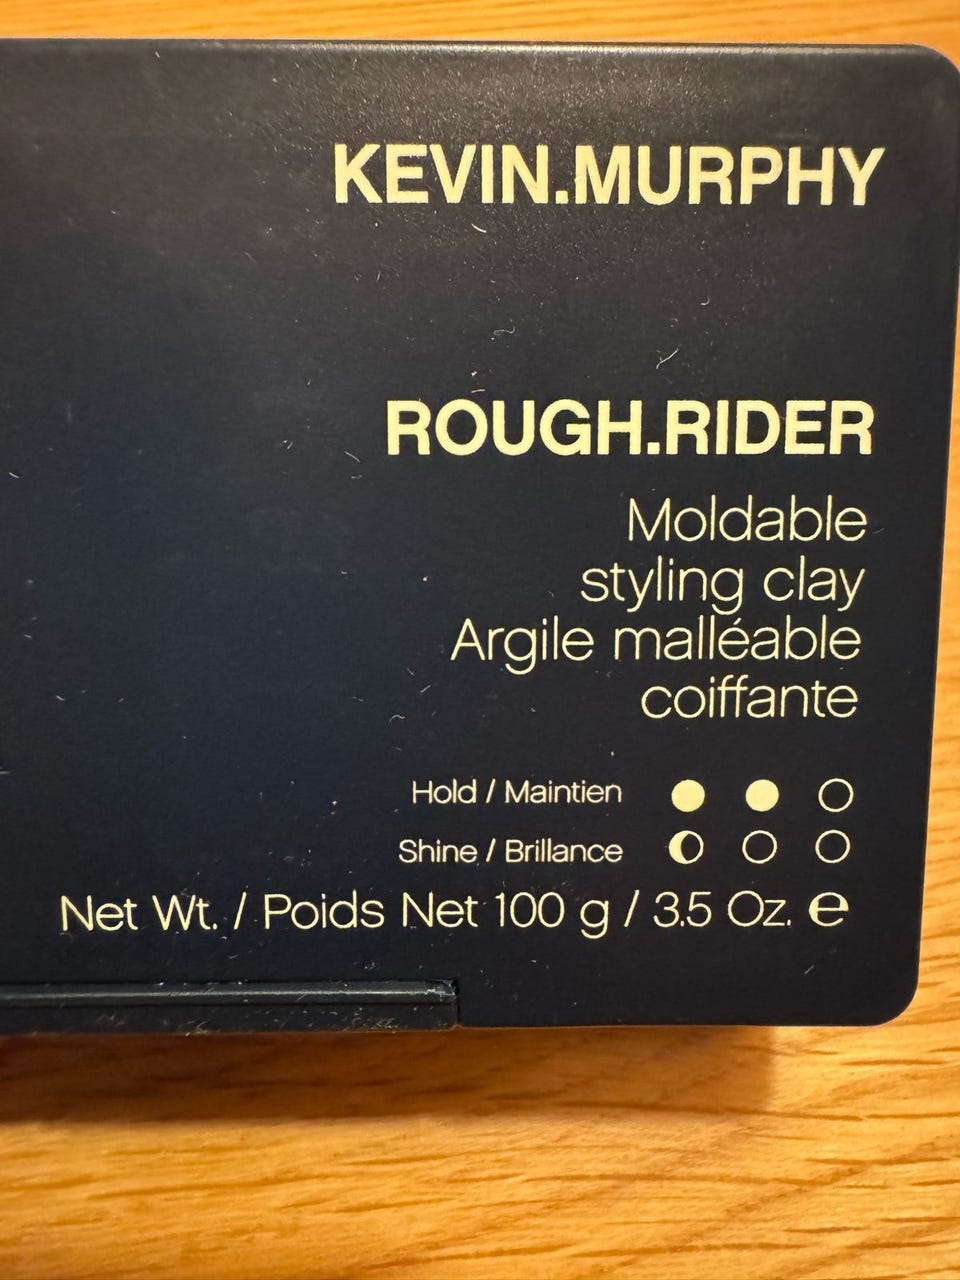 KEVIN.MURPHY
ROUGH.RIDER
Moldable
styling clay
Argile malléable
coiffante
Hold / Maintien
Shine / Brillance
Net Wt. / Poids Net 100 g / 3.5 Oz. ℮